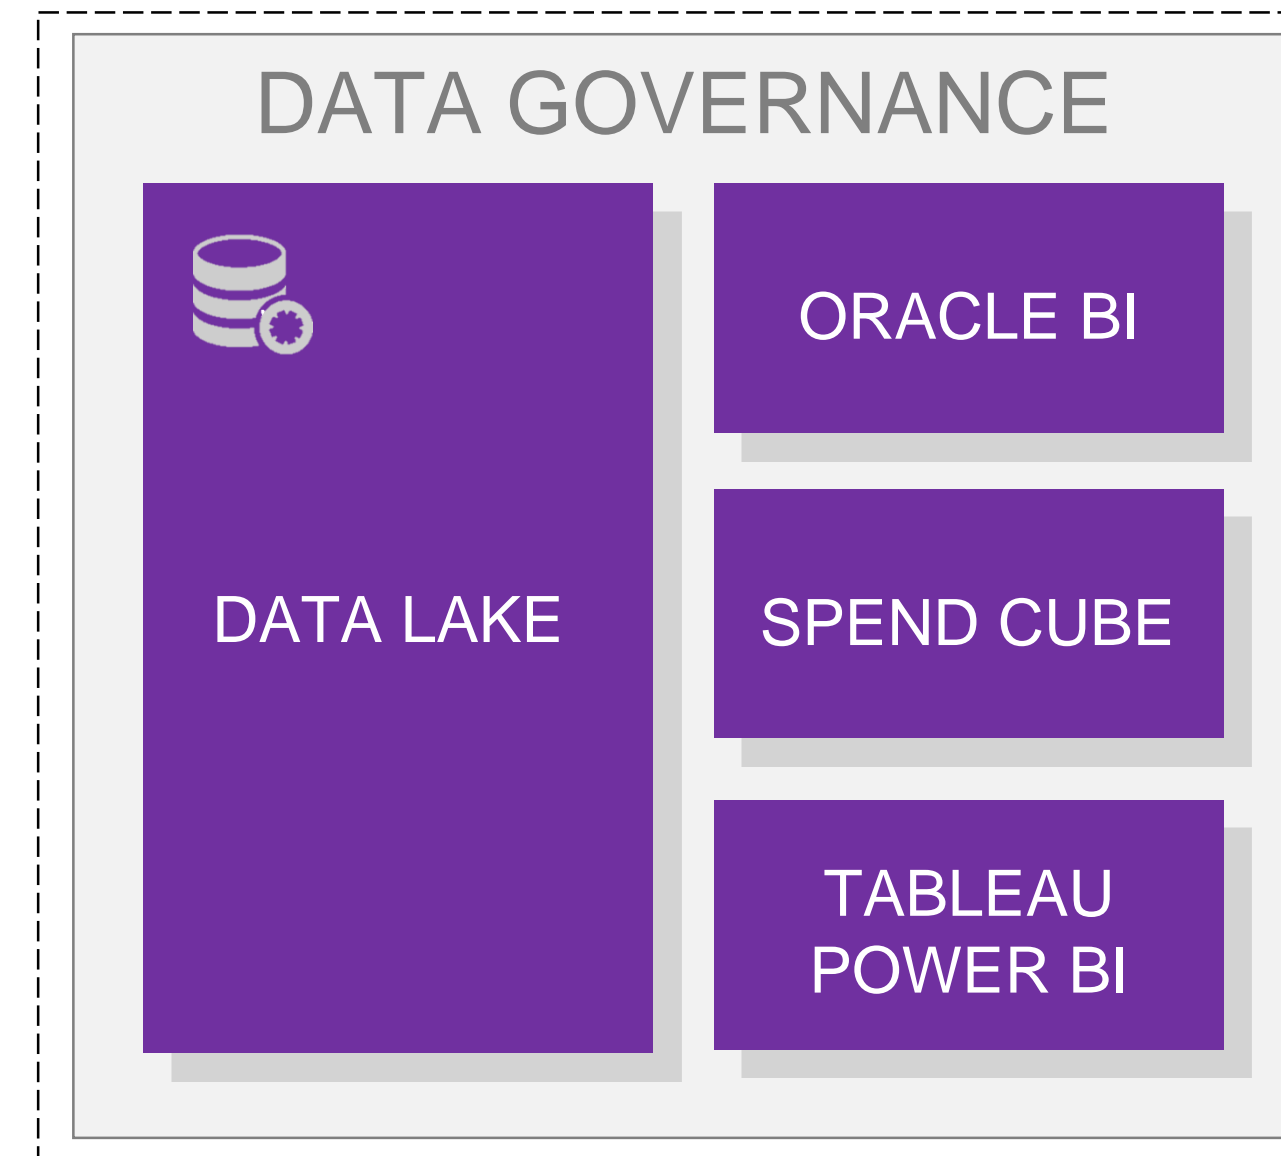 DATA GOVERNANCE
DATA LAKE
ORACLE BI
SPEND CUBE
TABLEAU
POWER BI